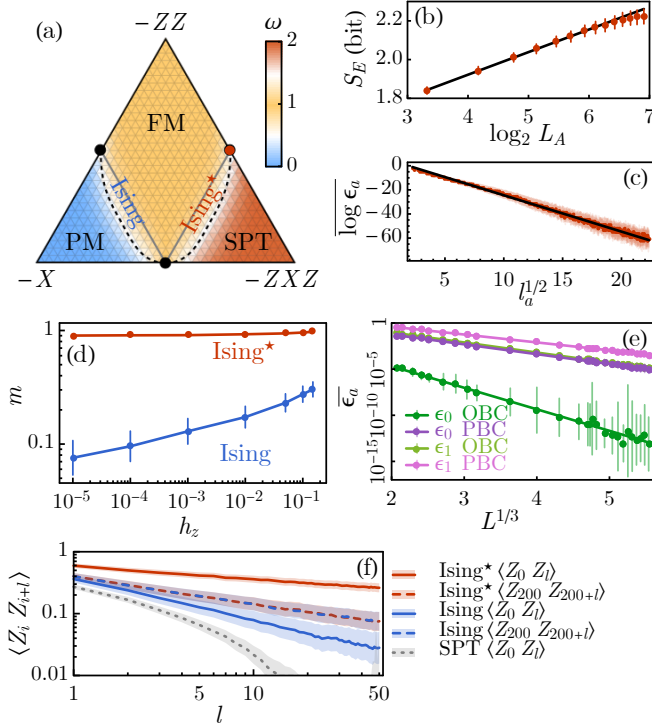 (a)
−ZZ
ω
2
1
0
FM
Ising
Ising★
PM
SPT
−X
−ZXZ
(b)
S_E (bit)
2.2
2.0
1.8
3 4 5 6 7
log₂ L_A
(c)
log ϵ_a
0
−20
−40
−60
5 10 15 20
l_a^{1/2}
(d)
m
1
0.1
Ising★
Ising
10⁻⁵ 10⁻⁴ 10⁻³ 10⁻² 10⁻¹
h_z
(e)
ϵ_a
1
10⁻⁵
10⁻¹⁰
10⁻¹⁵
ϵ₀ OBC
ϵ₀ PBC
ϵ₁ OBC
ϵ₁ PBC
2 3 4 5
L^{1/3}
(f)
⟨Z_i Z_{i+l}⟩
1
0.1
0.01
1 5 10 50
l
Ising★ ⟨Z₀ Z_l⟩
Ising★ ⟨Z₂₀₀ Z_{200+l}⟩
Ising ⟨Z₀ Z_l⟩
Ising ⟨Z₂₀₀ Z_{200+l}⟩
SPT ⟨Z₀ Z_l⟩